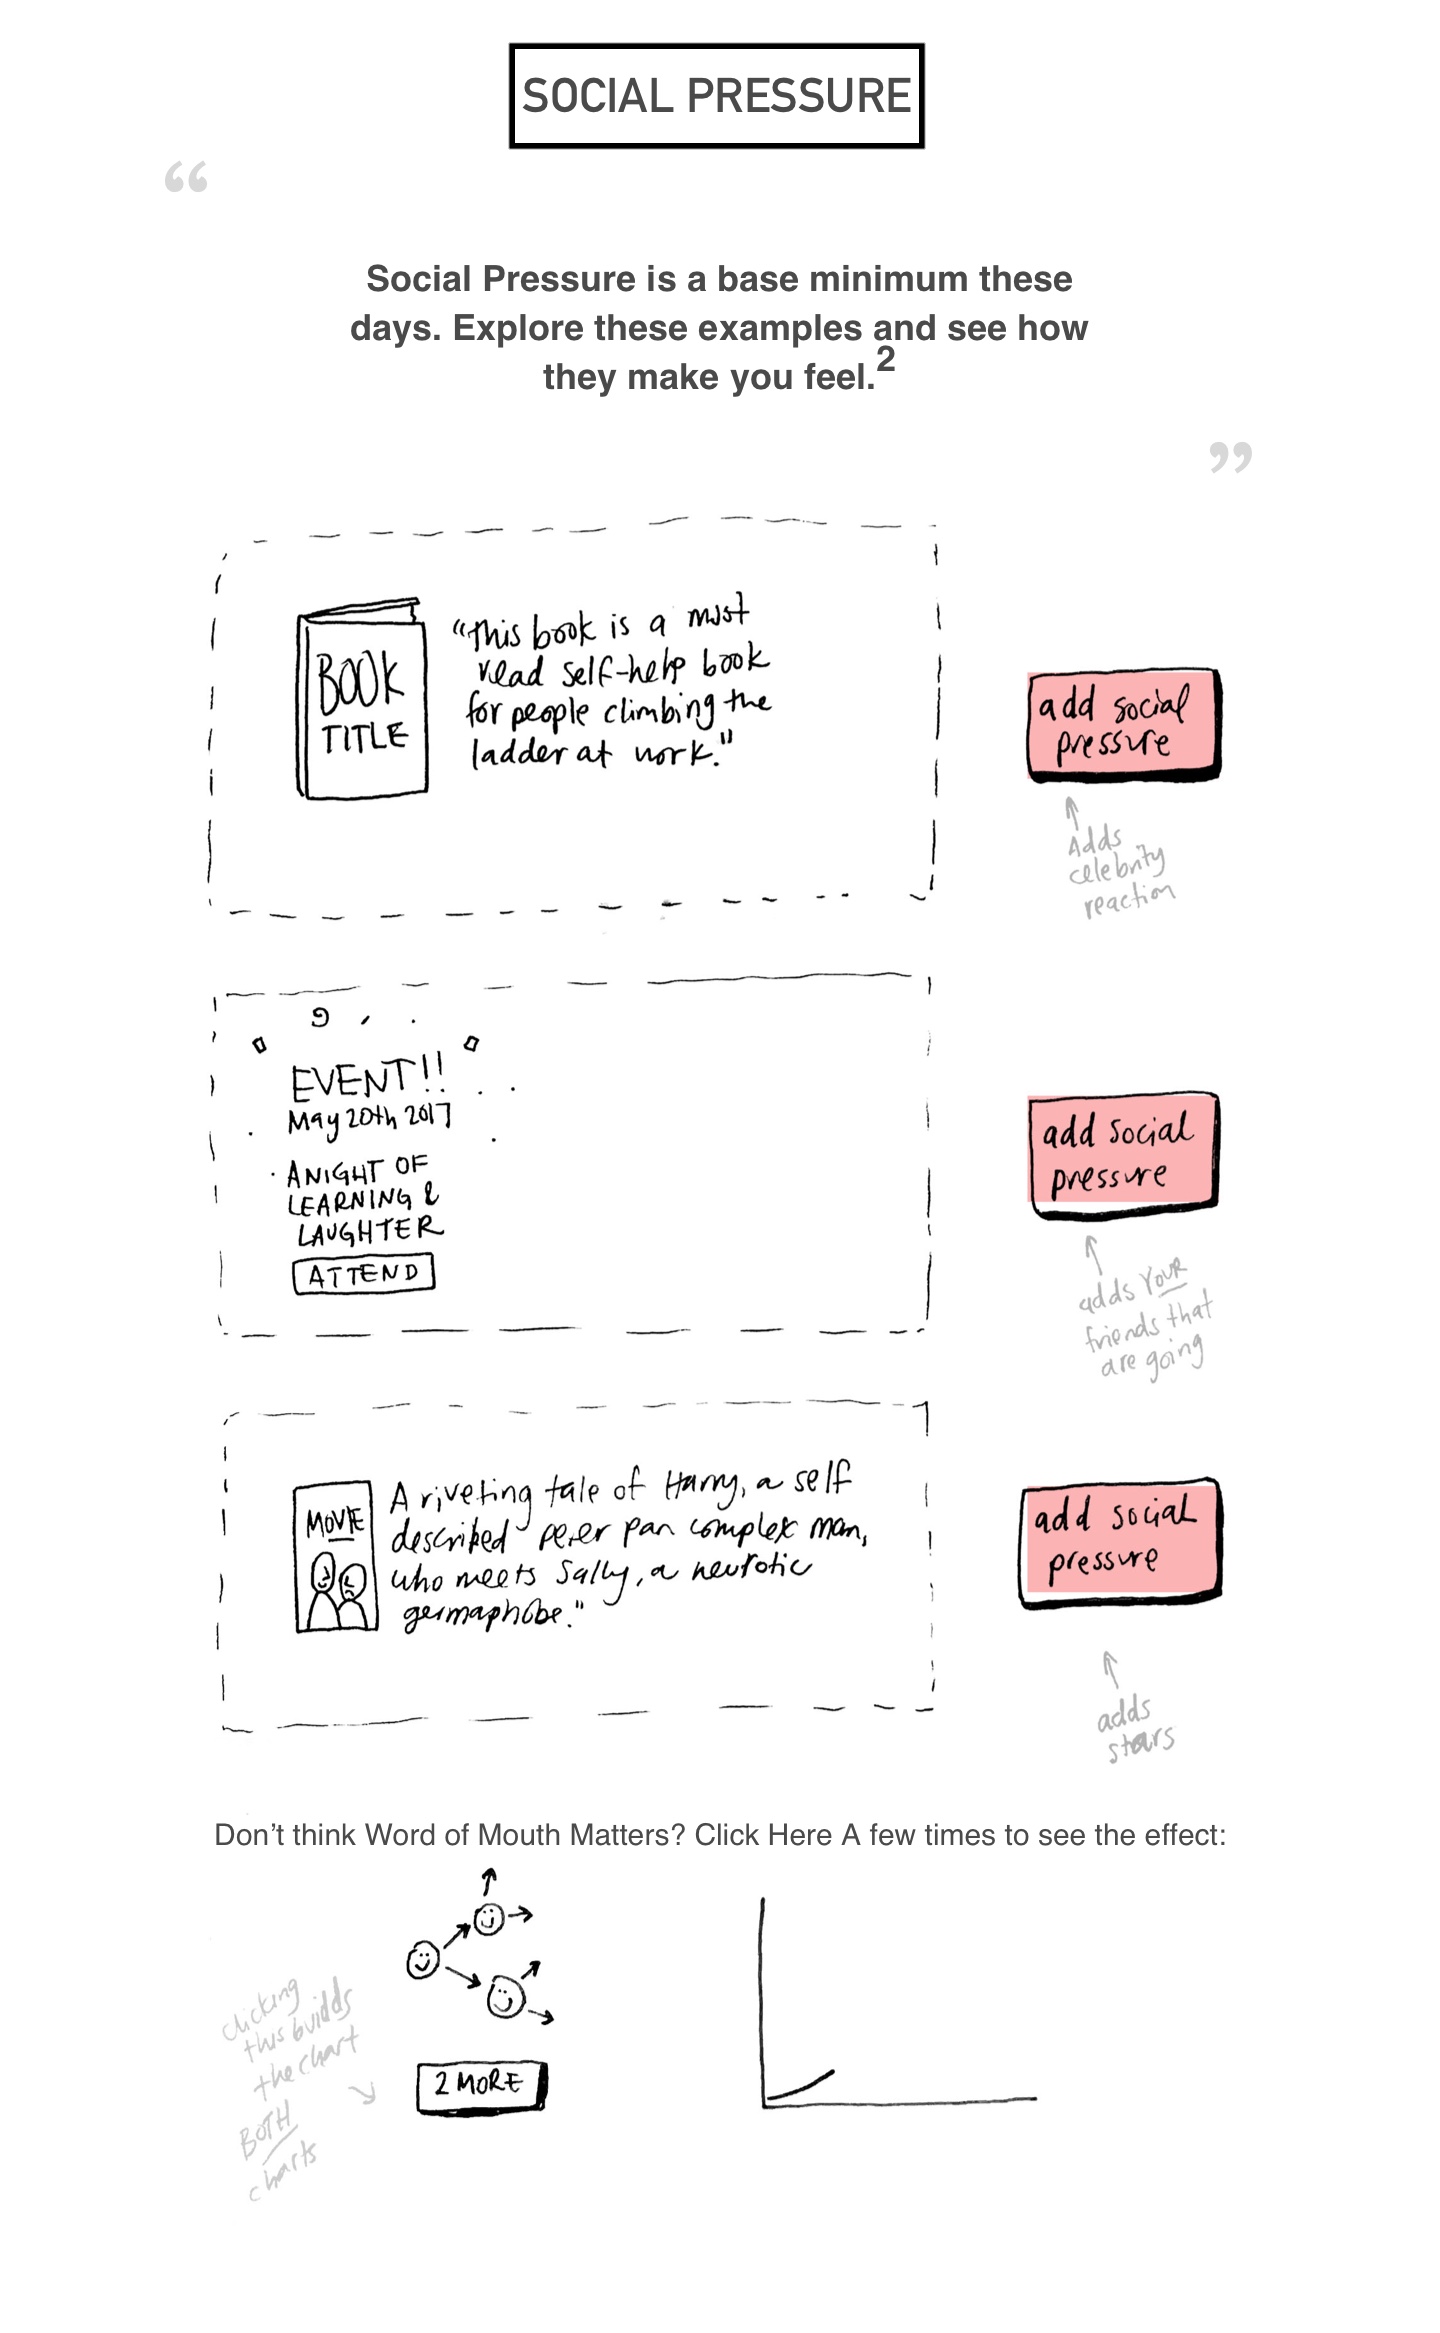 SOCIAL PRESSURE
“
Social Pressure is a base minimum these
days. Explore these examples and see how
they make you feel.2
”
BOOK
TITLE
"This book is a must
read self-help book
for people climbing the
ladder at work."
add social
pressure
Adds
celebrity
reaction
EVENT!!
May 20th 2017
A NIGHT OF
LEARNING &
LAUGHTER
ATTEND
add social
pressure
adds YOUR
friends that
are going
MOVIE
A riveting tale of Harry, a self
described peter pan complex man,
who meets Sally, a neurotic
germaphobe."
add social
pressure
adds
stars
Don't think Word of Mouth Matters? Click Here A few times to see the effect:
clicking
this builds
the chart
BOTH
charts
2 MORE